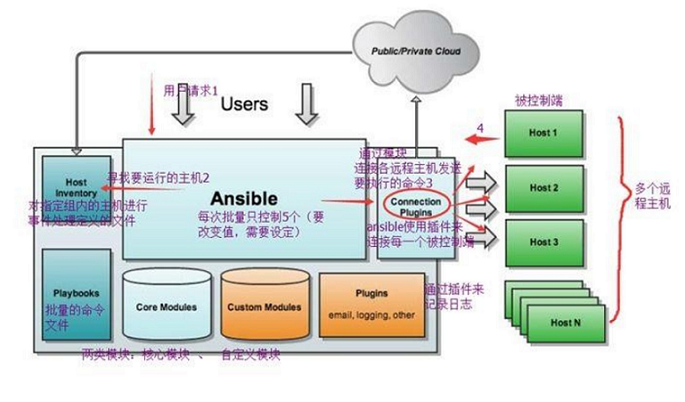 Public/Private Cloud
用户请求1
Users
被控制端
4
Host 1
通过模块
连接各远程主机发送
要执行的命令3
Host
Inventory
寻找要运行的主机2
Ansible
Connection
Plugins
Host 2
多个远
程主机
对指定组内的主机进行
事件处理定义的文件
每次批量只控制5个（要
改变值，需要设定）
ansible使用插件来
连接每一个被控制端
Host 3
Playbooks
批量的命令
文件
Core Modules
Custom Modules
Plugins
email, logging, other
通过插件来
记录日志
Host N
两类模块：核心模块 、 自定义模块